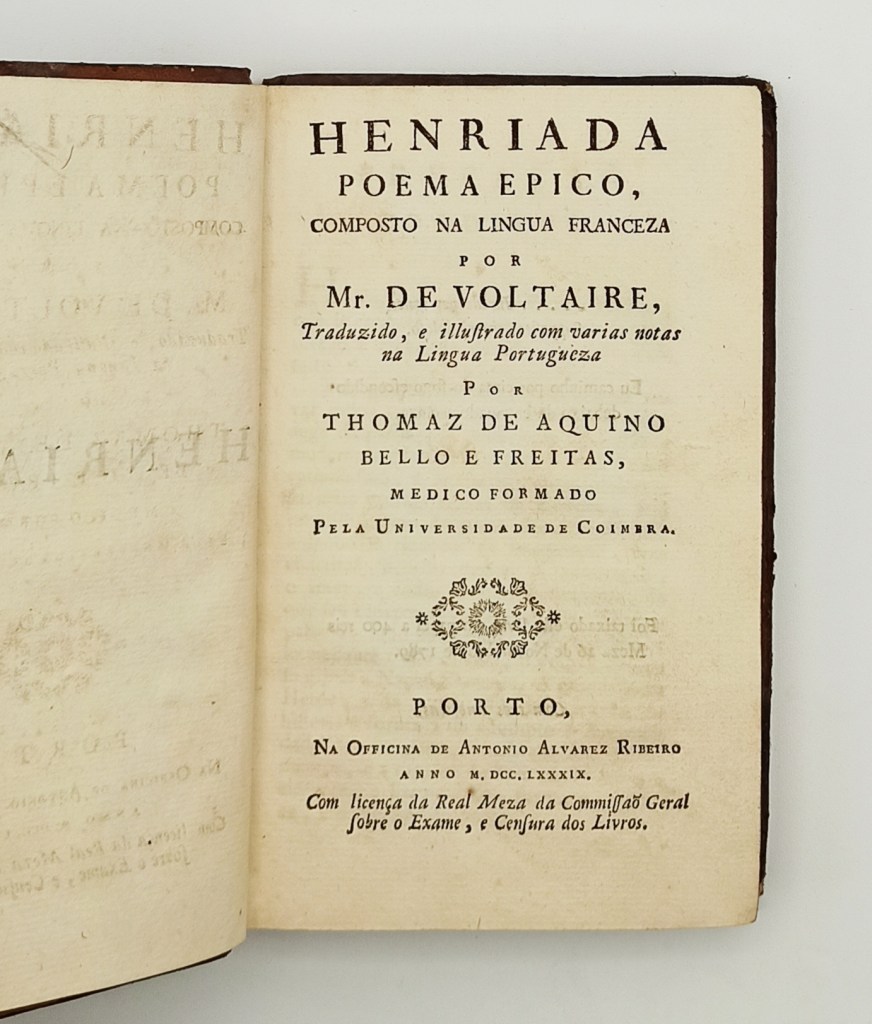 HENRIADA
POEMA EPICO,
COMPOSTO NA LINGUA FRANCEZA
POR
Mr. DE VOLTAIRE,
Traduzido, e illuſtrado com varias notas
na Lingua Portugueza
POR
THOMAZ DE AQUINO
BELLO E FREITAS,
MEDICO FORMADO
PELA UNIVERSIDADE DE COIMBRA.
PORTO,
NA OFFICINA DE ANTONIO ALVAREZ RIBEIRO
ANNO M. DCC. LXXXIX.
Com licença da Real Meza da Commiſſaõ Geral
ſobre o Exame, e Cenſura dos Livros.